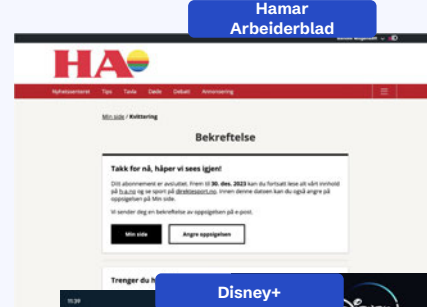 Hamar
Arbeiderblad
HA
Nyhetssenteret Tips Tavla Døde Debatt Annonsering
Min side / Kvittering
Bekreftelse
Takk for nå, håper vi sees igjen!
Ditt abonnement er avsluttet. Frem til 30. des. 2023 kan du fortsatt lese alt vårt innhold
på h-a.no og se sport på direktesport.no. Innen denne datoen kan du også angre på
oppsigelsen på Min side.
Vi sender deg en bekreftelse av oppsigelsen på e-post.
Min side Angre oppsigelsen
Trenger du h
Disney+
11:39